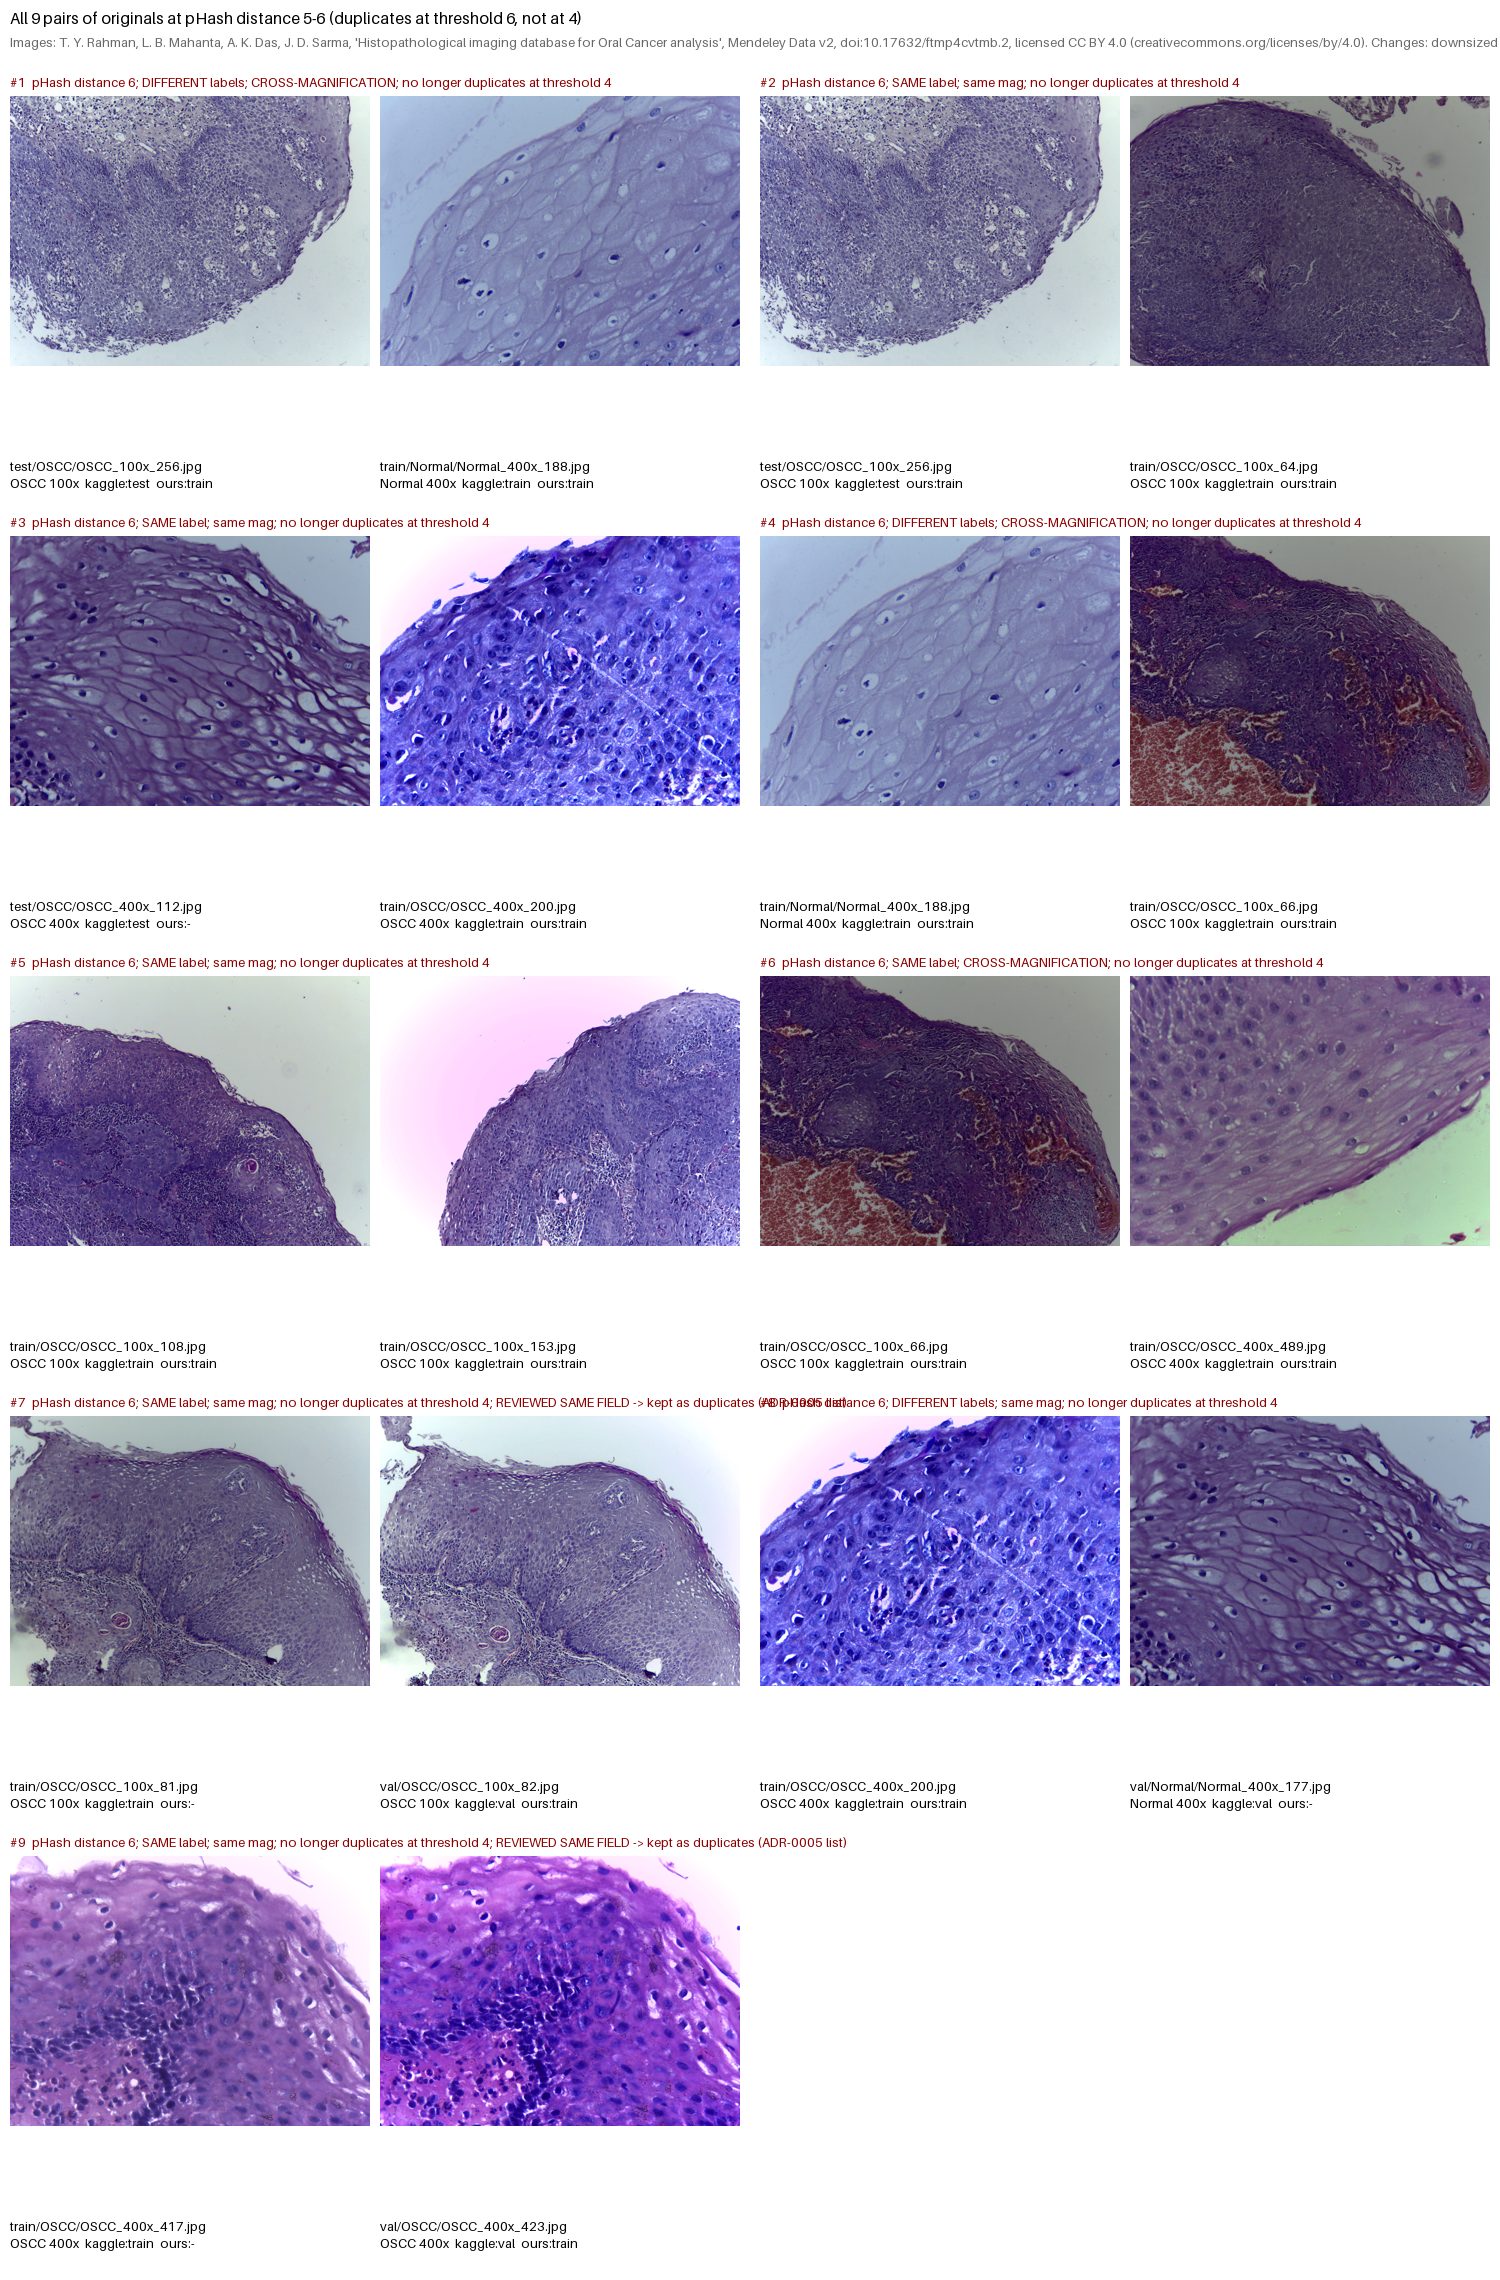 All 9 pairs of originals at pHash distance 5-6 (duplicates at threshold 6, not at 4)
Images: T. Y. Rahman, L. B. Mahanta, A. K. Das, J. D. Sarma, 'Histopathological imaging database for Oral Cancer analysis', Mendeley Data v2, doi:10.17632/ftmp4cvtmb.2, licensed CC BY 4.0 (creativecommons.org/licenses/by/4.0). Changes: downsized
#1 pHash distance 6; DIFFERENT labels; CROSS-MAGNIFICATION; no longer duplicates at threshold 4
#2 pHash distance 6; SAME label; same mag; no longer duplicates at threshold 4
test/OSCC/OSCC_100x_256.jpg
OSCC 100x kaggle:test ours:train
train/Normal/Normal_400x_188.jpg
Normal 400x kaggle:train ours:train
test/OSCC/OSCC_100x_256.jpg
OSCC 100x kaggle:test ours:train
train/OSCC/OSCC_100x_64.jpg
OSCC 100x kaggle:train ours:train
#3 pHash distance 6; SAME label; same mag; no longer duplicates at threshold 4
#4 pHash distance 6; DIFFERENT labels; CROSS-MAGNIFICATION; no longer duplicates at threshold 4
test/OSCC/OSCC_400x_112.jpg
OSCC 400x kaggle:test ours:-
train/OSCC/OSCC_400x_200.jpg
OSCC 400x kaggle:train ours:train
train/Normal/Normal_400x_188.jpg
Normal 400x kaggle:train ours:train
train/OSCC/OSCC_100x_66.jpg
OSCC 100x kaggle:train ours:train
#5 pHash distance 6; SAME label; same mag; no longer duplicates at threshold 4
#6 pHash distance 6; SAME label; CROSS-MAGNIFICATION; no longer duplicates at threshold 4
train/OSCC/OSCC_100x_108.jpg
OSCC 100x kaggle:train ours:train
train/OSCC/OSCC_100x_153.jpg
OSCC 100x kaggle:train ours:train
train/OSCC/OSCC_100x_66.jpg
OSCC 100x kaggle:train ours:train
train/OSCC/OSCC_400x_489.jpg
OSCC 400x kaggle:train ours:train
#7 pHash distance 6; SAME label; same mag; no longer duplicates at threshold 4; REVIEWED SAME FIELD -> kept as duplicates (ADR-0005 list)
#8 pHash distance 6; DIFFERENT labels; same mag; no longer duplicates at threshold 4
train/OSCC/OSCC_100x_81.jpg
OSCC 100x kaggle:train ours:-
val/OSCC/OSCC_100x_82.jpg
OSCC 100x kaggle:val ours:train
train/OSCC/OSCC_400x_200.jpg
OSCC 400x kaggle:train ours:train
val/Normal/Normal_400x_177.jpg
Normal 400x kaggle:val ours:-
#9 pHash distance 6; SAME label; same mag; no longer duplicates at threshold 4; REVIEWED SAME FIELD -> kept as duplicates (ADR-0005 list)
train/OSCC/OSCC_400x_417.jpg
OSCC 400x kaggle:train ours:-
val/OSCC/OSCC_400x_423.jpg
OSCC 400x kaggle:val ours:train